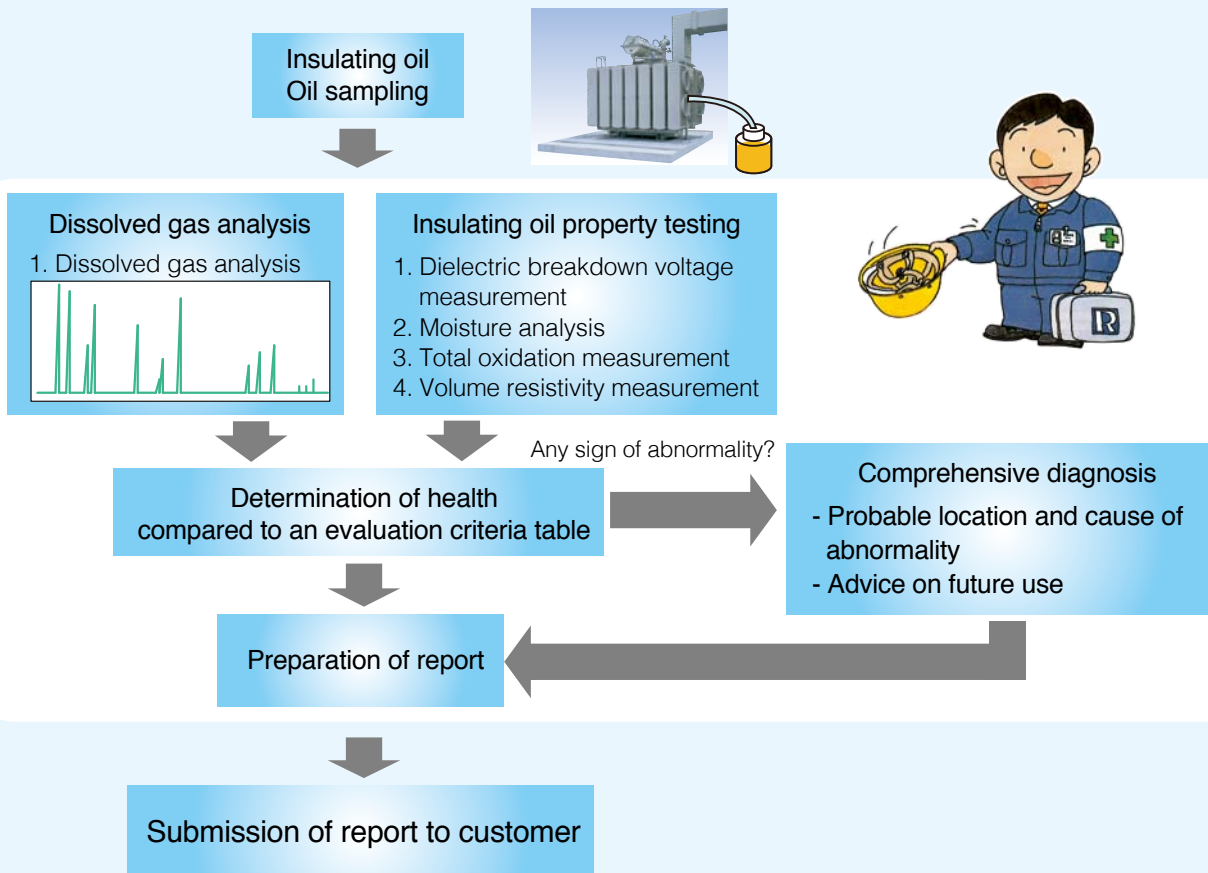 Insulating oil
Oil sampling
Dissolved gas analysis
1. Dissolved gas analysis
Insulating oil property testing
1. Dielectric breakdown voltage
measurement
2. Moisture analysis
3. Total oxidation measurement
4. Volume resistivity measurement
R
Any sign of abnormality?
Determination of health
compared to an evaluation criteria table
Comprehensive diagnosis
- Probable location and cause of
abnormality
- Advice on future use
Preparation of report
Submission of report to customer